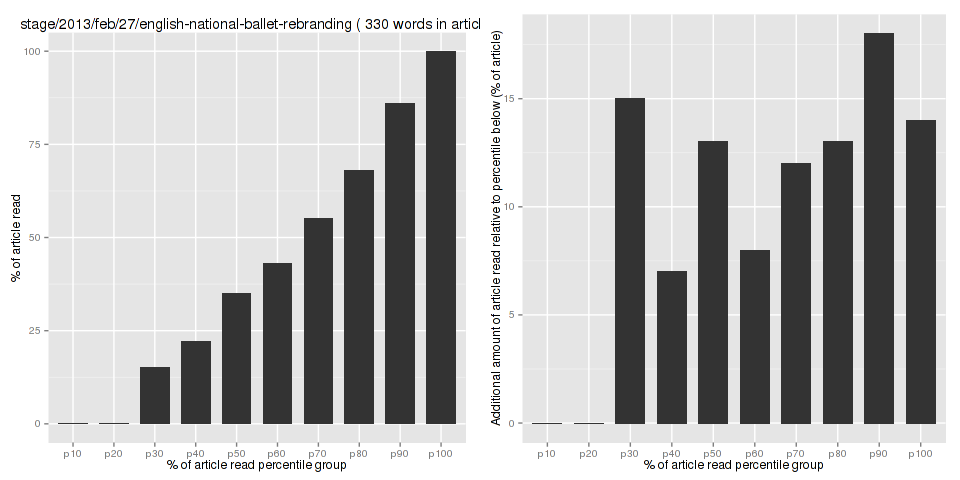 stage/2013/feb/27/english-national-ballet-rebranding ( 330 words in articl
% of article read
100
75
50
25
0
p10 p20 p30 p40 p50 p60 p70 p80 p90 p100
% of article read percentile group
Additional amount of article read relative to percentile below (% of article)
15
10
5
0
p10 p20 p30 p40 p50 p60 p70 p80 p90 p100
% of article read percentile group